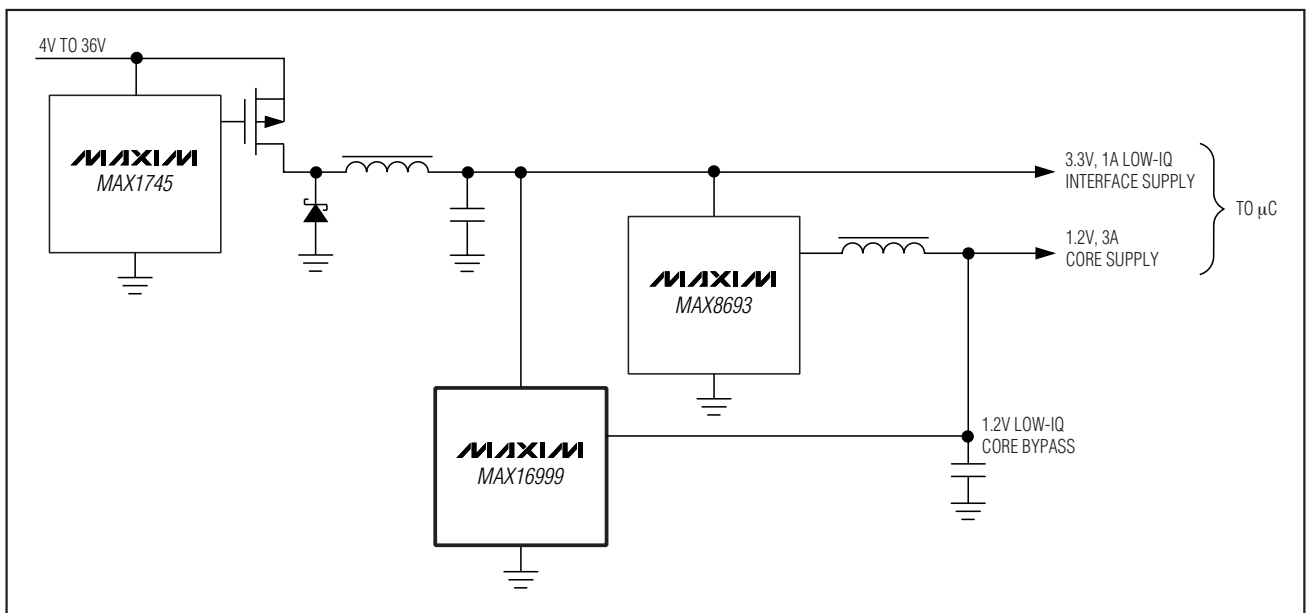 4V TO 36V
MAXIM
MAX1745
3.3V, 1A LOW-IQ
INTERFACE SUPPLY
TO μC
1.2V, 3A
CORE SUPPLY
MAXIM
MAX8693
1.2V LOW-IQ
CORE BYPASS
MAXIM
MAX16999